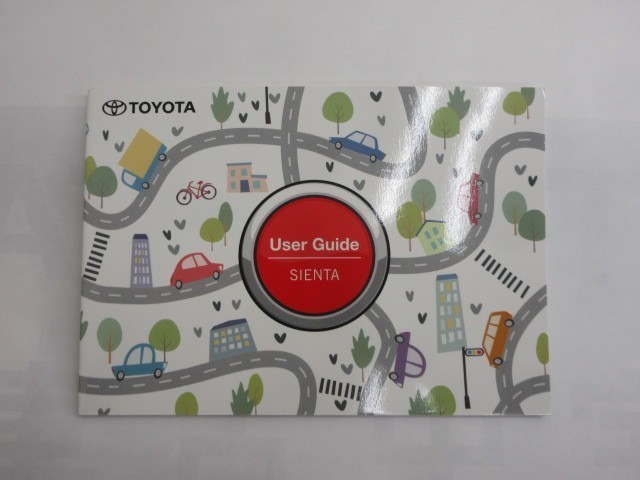 TOYOTA
User Guide
SIENTA